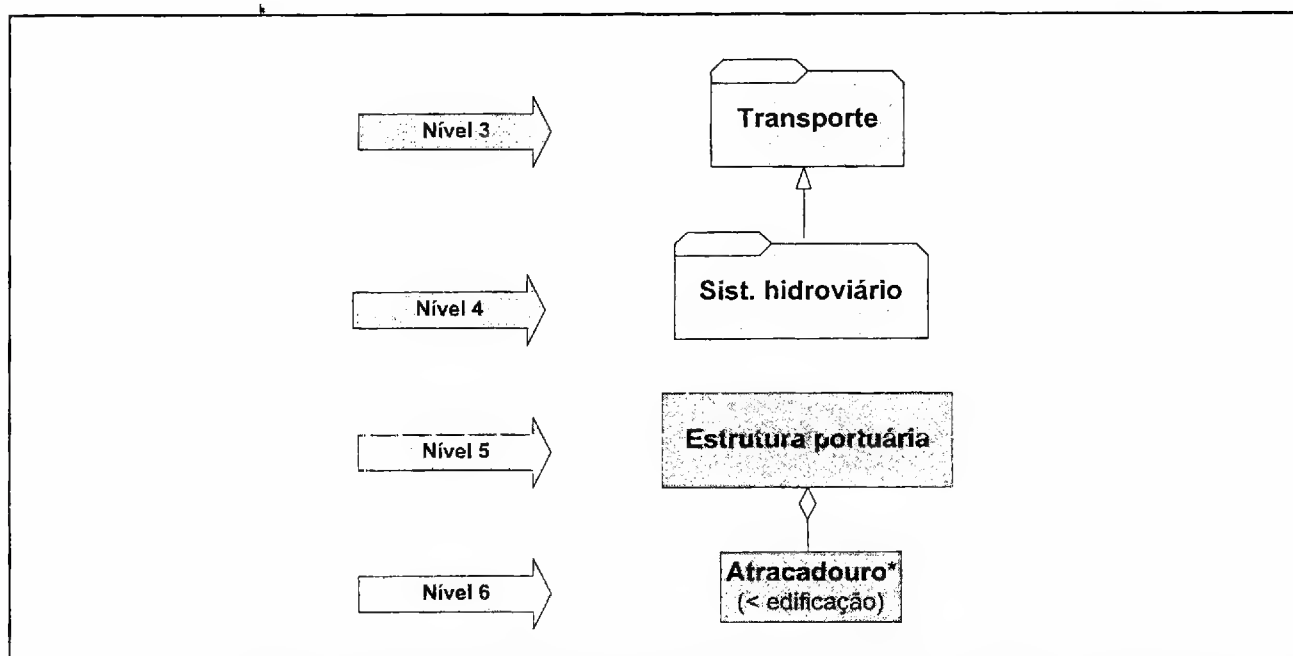 Nível 3
Transporte
Nível 4
Sist. hidroviário
Nível 5
Estrutura portuária
Nível 6
Atracadouro*
(< edificação)